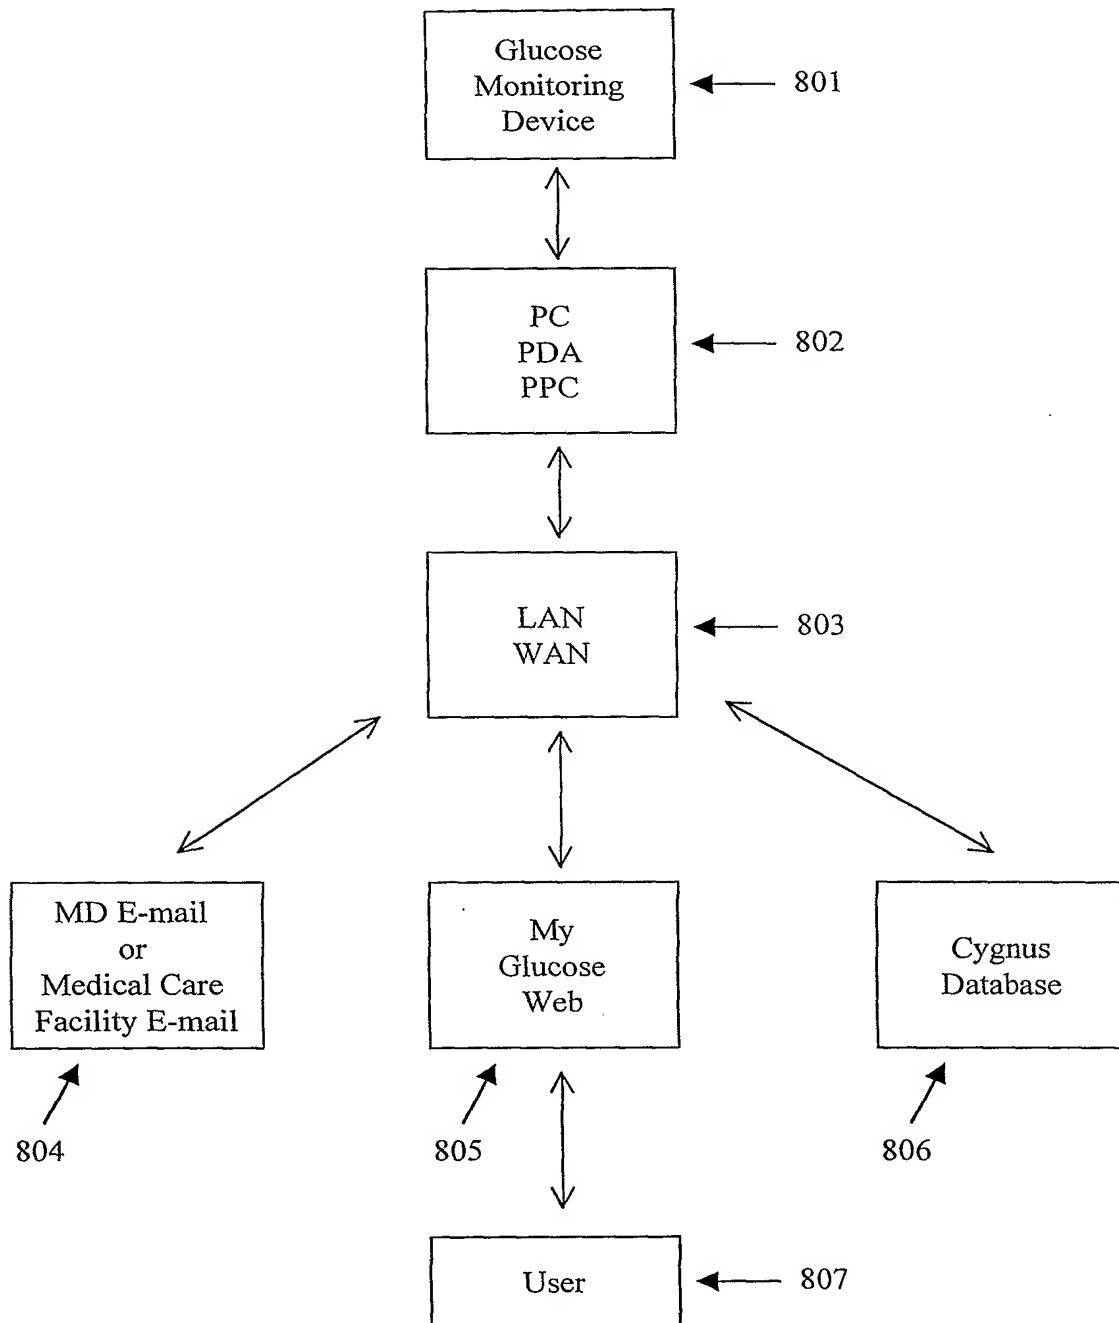 Glucose
Monitoring
Device
801
PC
PDA
PPC
802
LAN
WAN
803
MD E-mail
or
Medical Care
Facility E-mail
My
Glucose
Web
Cygnus
Database
804
805
806
User
807